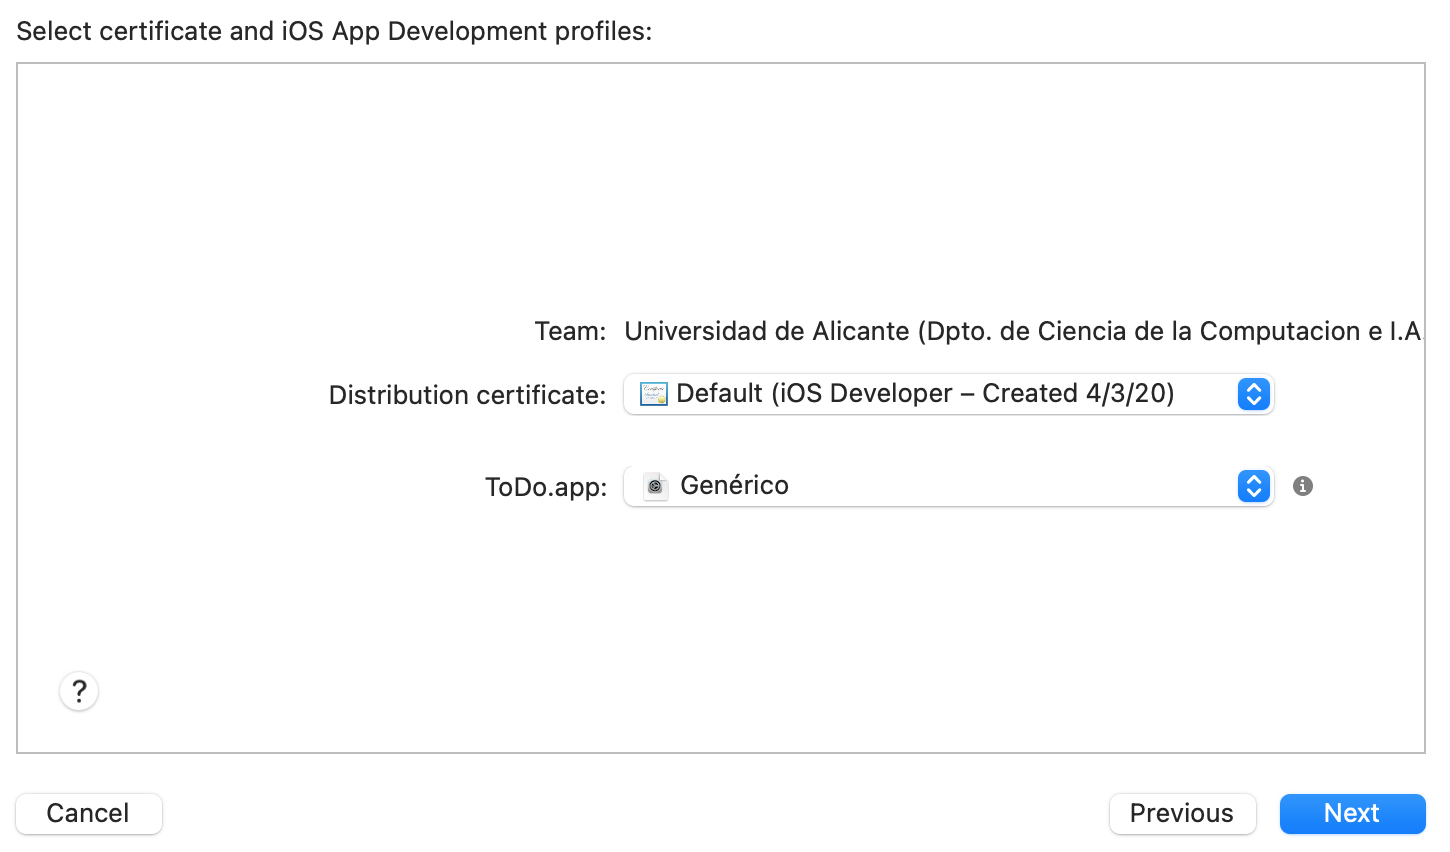 Select certificate and iOS App Development profiles:
Team: Universidad de Alicante (Dpto. de Ciencia de la Computacion e I.A.
Distribution certificate: Default (iOS Developer – Created 4/3/20)
ToDo.app: Genérico
?
Cancel Previous Next